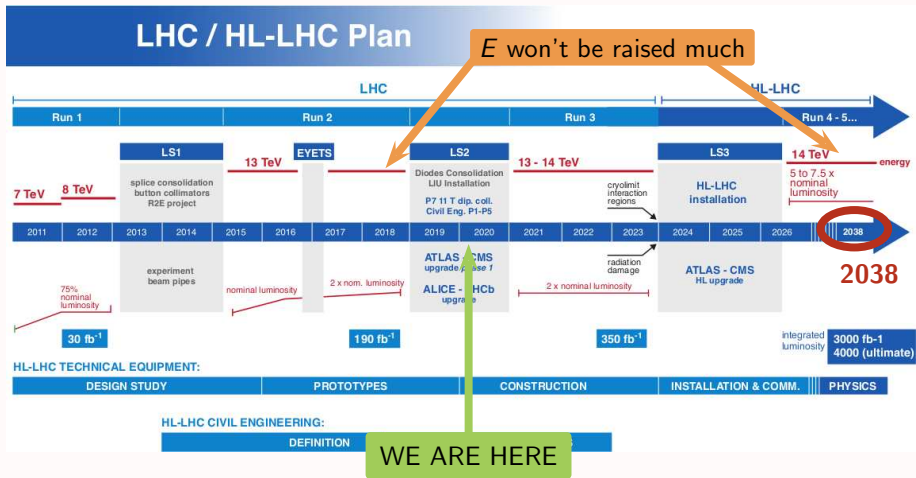 LHC / HL-LHC Plan
E won't be raised much
LHC
HL-LHC
Run 1
Run 2
Run 3
Run 4 - 5...
LS1
EYETS
LS2
LS3
13 TeV
13 - 14 TeV
14 TeV
energy
7 TeV
8 TeV
splice consolidation
button collimators
R2E project
Diodes Consolidation
LIU Installation
P7 11 T dip. coll.
Civil Eng. P1-P5
cryolimit
interaction
regions
HL-LHC
installation
5 to 7.5 x
nominal
luminosity
2011 2012 2013 2014 2015 2016 2017 2018 2019 2020 2021 2022 2023 2024 2025 2026 2038
2038
experiment
beam pipes
ATLAS - CMS
upgrade phase 1
ALICE - LHCb
upgrade
radiation
damage
ATLAS - CMS
HL upgrade
75%
nominal
luminosity
nominal luminosity
2 x nom. luminosity
2 x nominal luminosity
30 fb-1
190 fb-1
350 fb-1
integrated
luminosity
3000 fb-1
4000 (ultimate)
HL-LHC TECHNICAL EQUIPMENT:
DESIGN STUDY
PROTOTYPES
CONSTRUCTION
INSTALLATION & COMM.
PHYSICS
HL-LHC CIVIL ENGINEERING:
DEFINITION
WE ARE HERE